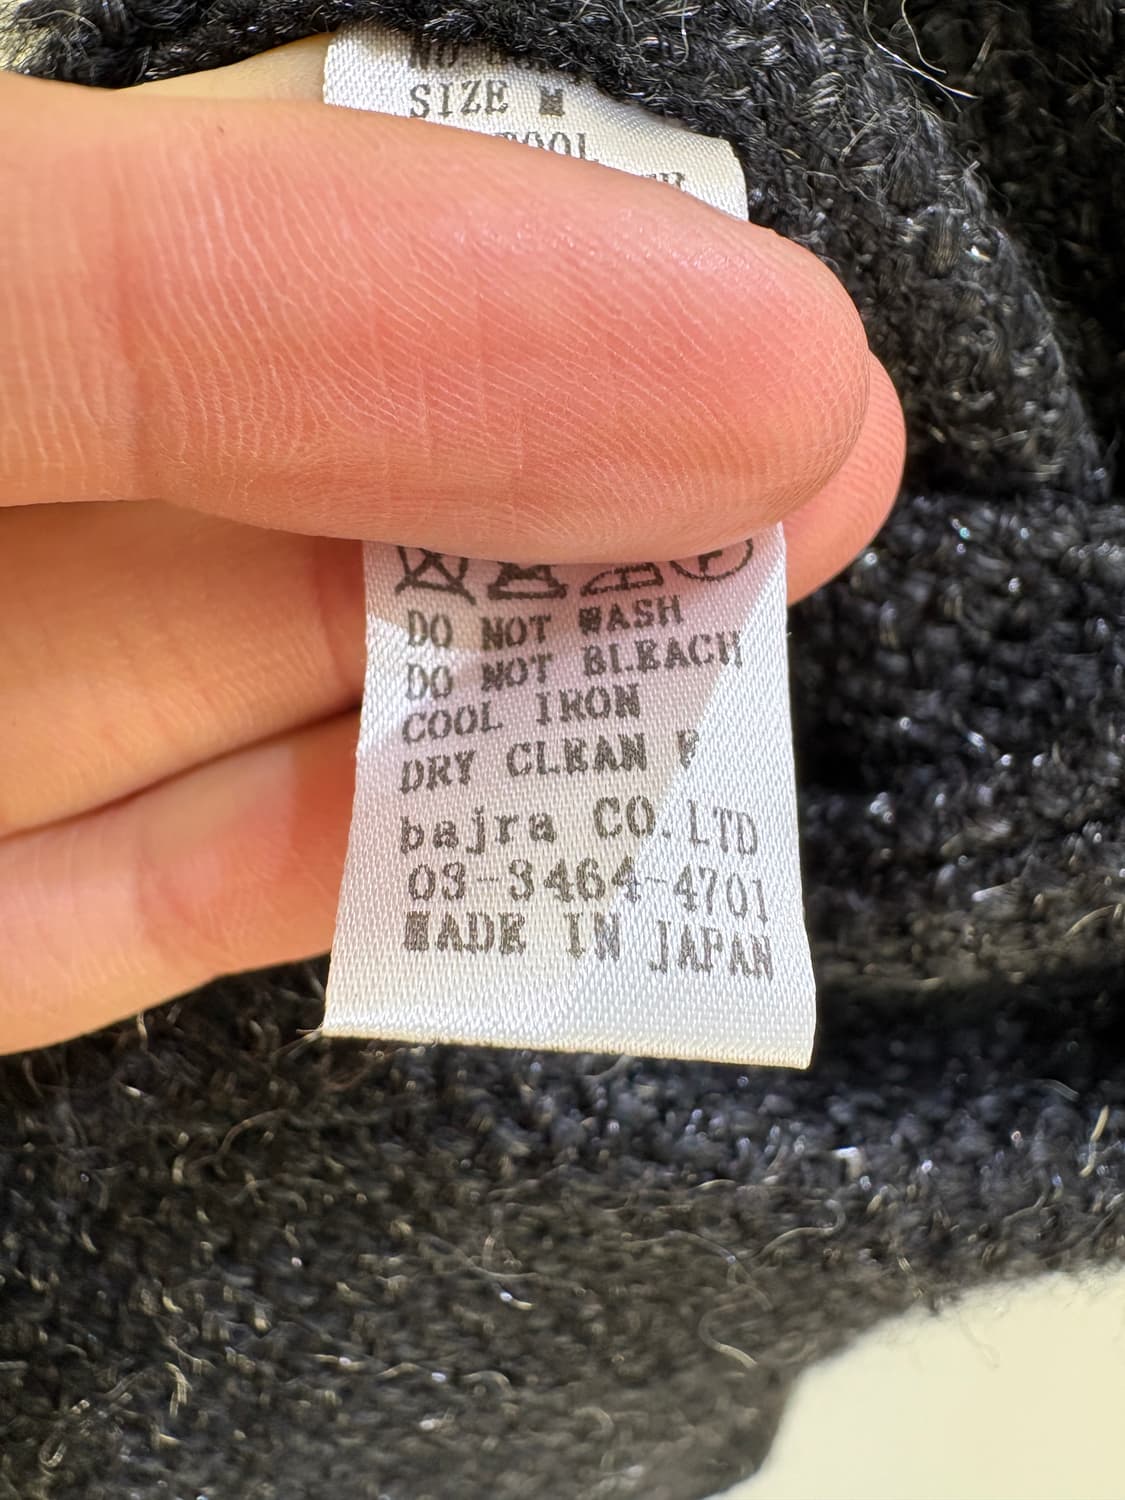 SIZE M
DO NOT WASH
DO NOT BLEACH
COOL IRON
DRY CLEAN F
bajra CO.LTD
03-3464-4701
MADE IN JAPAN